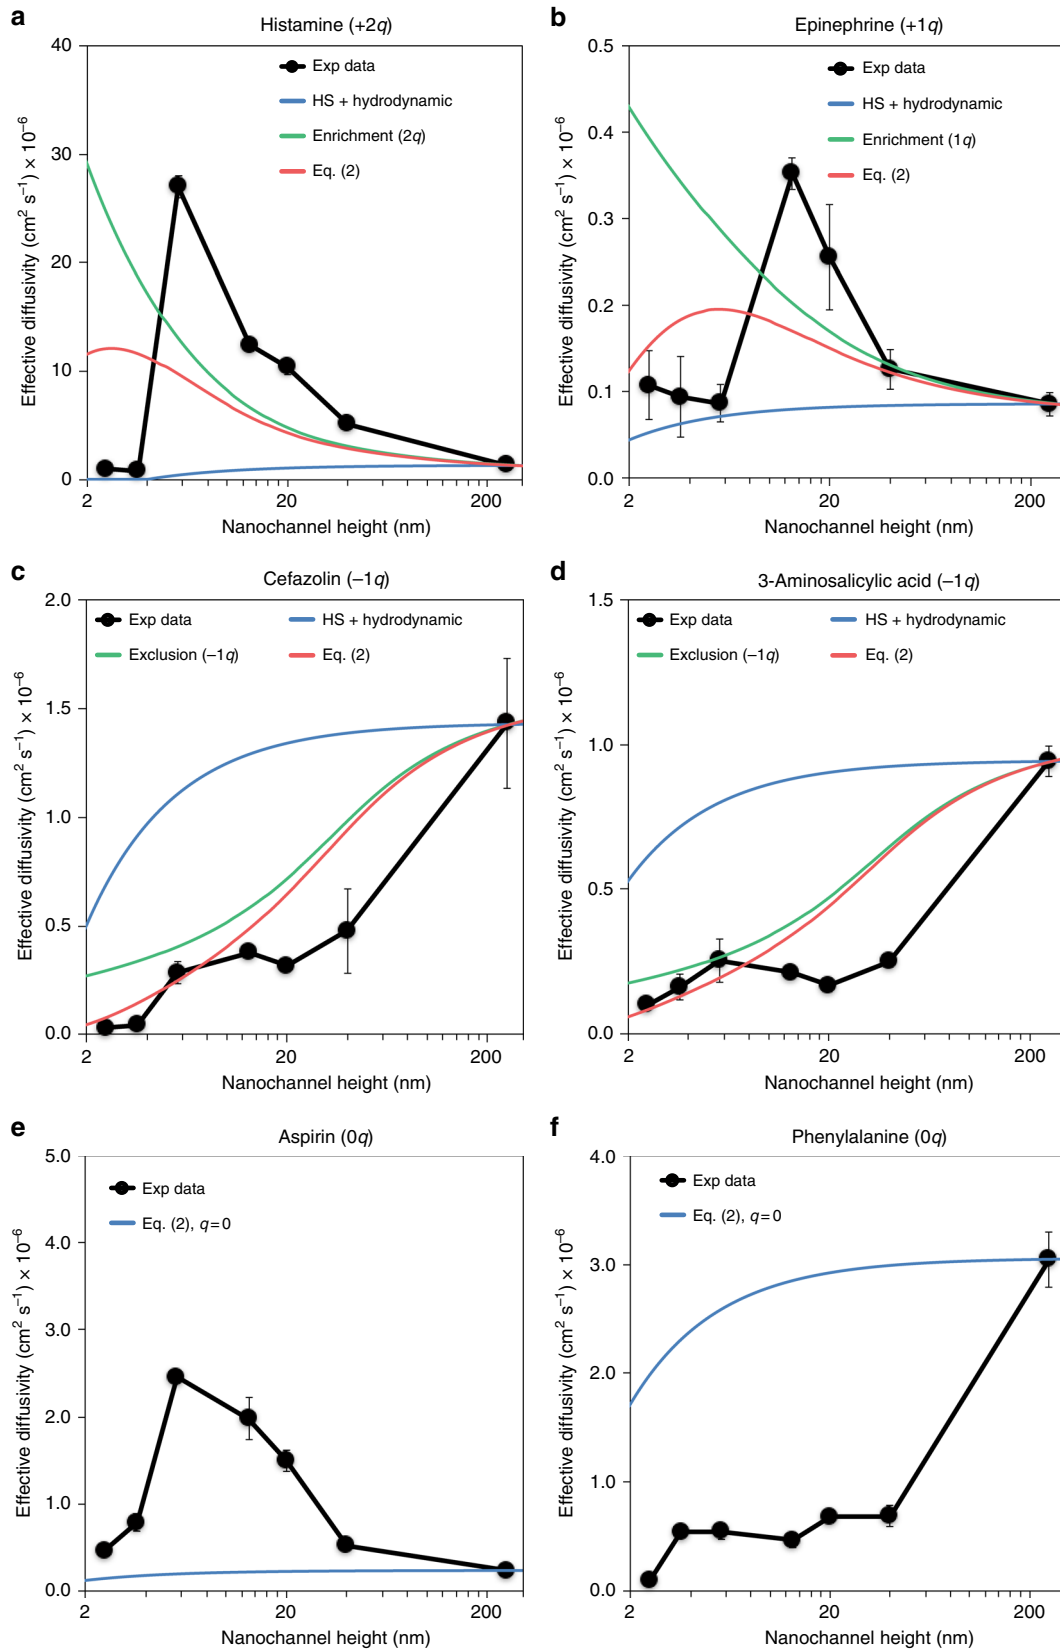 a
Histamine (+2q)
Effective diffusivity (cm² s⁻¹) × 10⁻⁶
40
30
20
10
0
Exp data
HS + hydrodynamic
Enrichment (2q)
Eq. (2)
2 20 200
Nanochannel height (nm)
b
Epinephrine (+1q)
Effective diffusivity (cm² s⁻¹) × 10⁻⁶
0.5
0.4
0.3
0.2
0.1
0.0
Exp data
HS + hydrodynamic
Enrichment (1q)
Eq. (2)
2 20 200
Nanochannel height (nm)
c
Cefazolin (–1q)
Effective diffusivity (cm² s⁻¹) × 10⁻⁶
2.0
1.5
1.0
0.5
0.0
Exp data HS + hydrodynamic
Exclusion (–1q) Eq. (2)
2 20 200
Nanochannel height (nm)
d
3-Aminosalicylic acid (–1q)
Effective diffusivity (cm² s⁻¹) × 10⁻⁶
1.5
1.0
0.5
0.0
Exp data HS + hydrodynamic
Exclusion (–1q) Eq. (2)
2 20 200
Nanochannel height (nm)
e
Aspirin (0q)
Effective diffusivity (cm² s⁻¹) × 10⁻⁶
5.0
4.0
3.0
2.0
1.0
0.0
Exp data
Eq. (2), q=0
2 20 200
Nanochannel height (nm)
f
Phenylalanine (0q)
Effective diffusivity (cm² s⁻¹) × 10⁻⁶
4.0
3.0
2.0
1.0
0.0
Exp data
Eq. (2), q=0
2 20 200
Nanochannel height (nm)